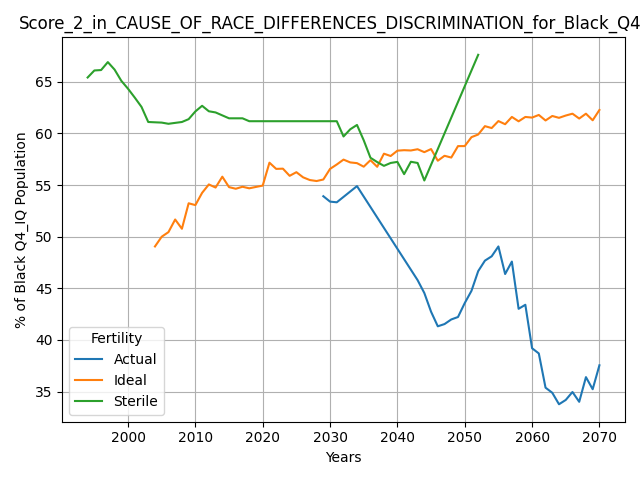 Score_2_in_CAUSE_OF_RACE_DIFFERENCES_DISCRIMINATION_for_Black_Q4
% of Black Q4_IQ Population
65
60
55
50
45
40
35
Fertility
Actual
Ideal
Sterile
2000 2010 2020 2030 2040 2050 2060 2070
Years